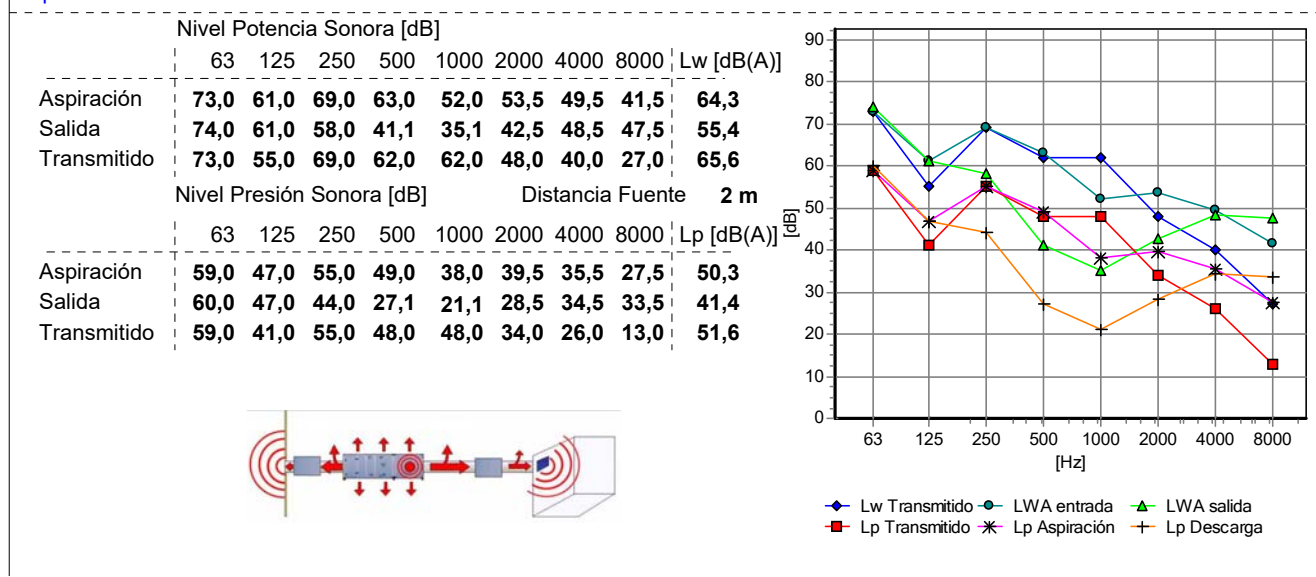 Nivel Potencia Sonora [dB]
63 125 250 500 1000 2000 4000 8000 Lw [dB(A)]
Aspiración 73,0 61,0 69,0 63,0 52,0 53,5 49,5 41,5 64,3
Salida 74,0 61,0 58,0 41,1 35,1 42,5 48,5 47,5 55,4
Transmitido 73,0 55,0 69,0 62,0 62,0 48,0 40,0 27,0 65,6
Nivel Presión Sonora [dB] Distancia Fuente 2 m
63 125 250 500 1000 2000 4000 8000 Lp [dB(A)]
Aspiración 59,0 47,0 55,0 49,0 38,0 39,5 35,5 27,5 50,3
Salida 60,0 47,0 44,0 27,1 21,1 28,5 34,5 33,5 41,4
Transmitido 59,0 41,0 55,0 48,0 48,0 34,0 26,0 13,0 51,6
90
80
70
60
50
40
30
20
10
0
[dB]
63 125 250 500 1000 2000 4000 8000
[Hz]
Lw Transmitido LWA entrada LWA salida
Lp Transmitido Lp Aspiración Lp Descarga